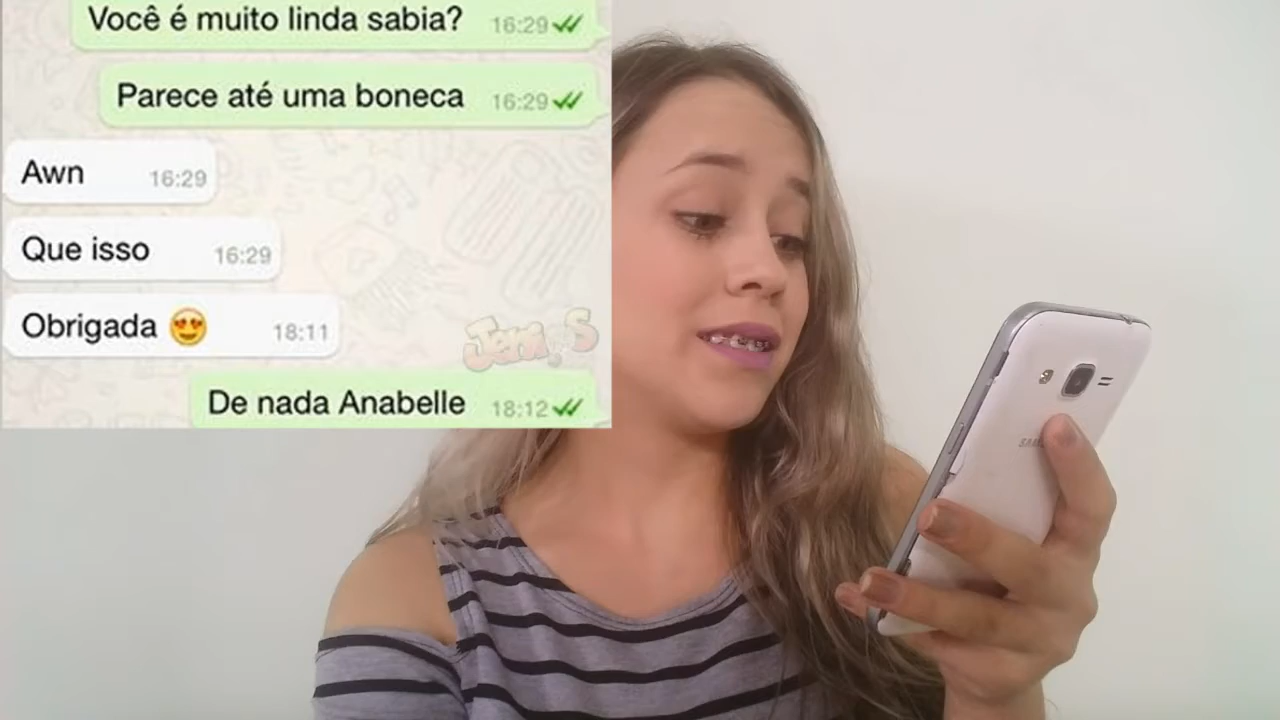 Você é muito linda sabia? 16:29
Parece até uma boneca 16:29
Awn 16:29
Que isso 16:29
Obrigada 😍 18:11
De nada Anabelle 18:12